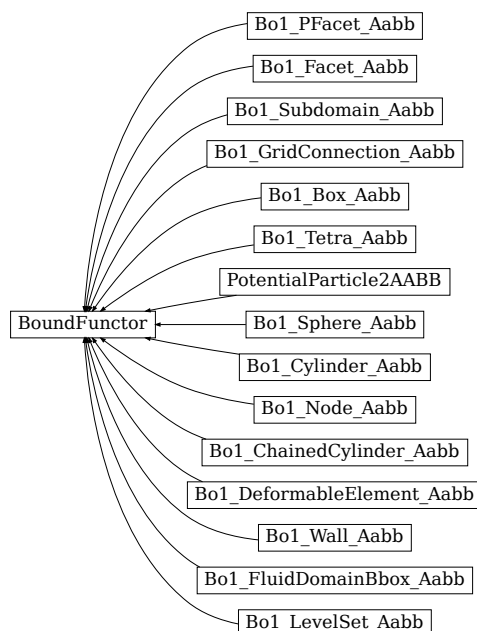 Bo1_PFacet_Aabb
Bo1_Facet_Aabb
Bo1_Subdomain_Aabb
Bo1_GridConnection_Aabb
Bo1_Box_Aabb
Bo1_Tetra_Aabb
PotentialParticle2AABB
BoundFunctor
Bo1_Sphere_Aabb
Bo1_Cylinder_Aabb
Bo1_Node_Aabb
Bo1_ChainedCylinder_Aabb
Bo1_DeformableElement_Aabb
Bo1_Wall_Aabb
Bo1_FluidDomainBbox_Aabb
Bo1_LevelSet_Aabb